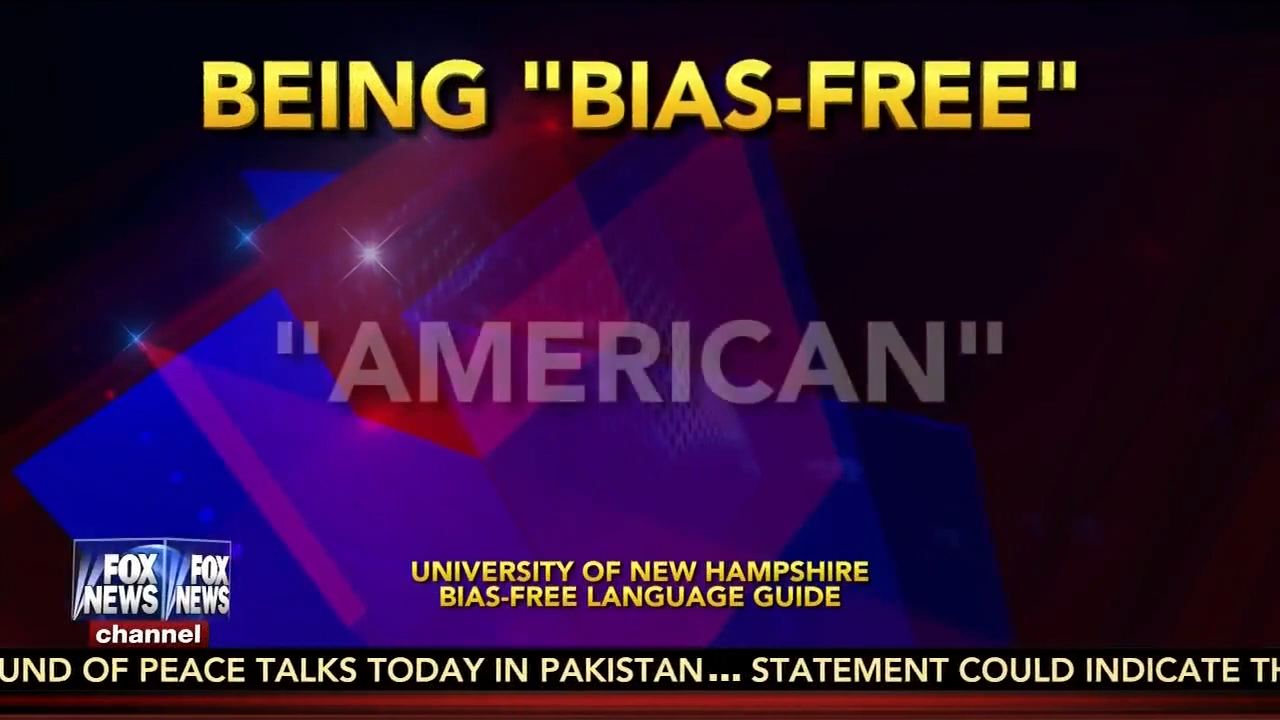 BEING "BIAS-FREE"
"AMERICAN"
UNIVERSITY OF NEW HAMPSHIRE
BIAS-FREE LANGUAGE GUIDE
FOX NEWS
FOX NEWS
channel
UND OF PEACE TALKS TODAY IN PAKISTAN... STATEMENT COULD INDICATE TH